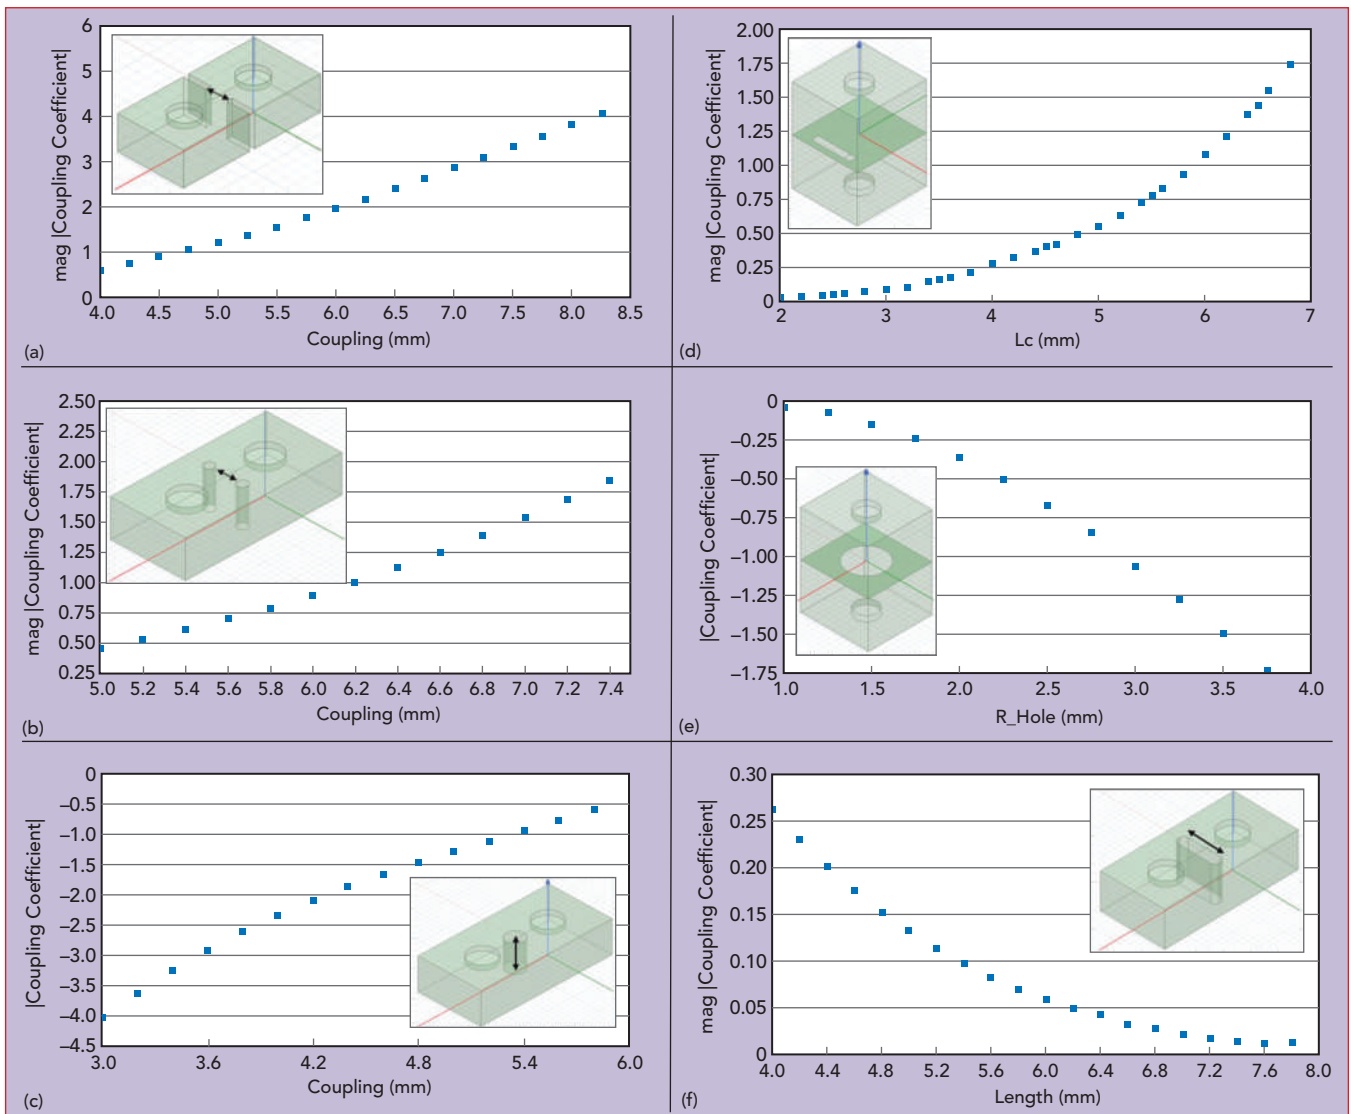 6
5
4
3
2
1
0
mag |Coupling Coefficient|
4.0 4.5 5.0 5.5 6.0 6.5 7.0 7.5 8.0 8.5
Coupling (mm)
(a)
2.00
1.75
1.50
1.25
1.00
0.75
0.50
0.25
0
mag |Coupling Coefficient|
2 3 4 5 6 7
Lc (mm)
(d)
2.50
2.25
2.00
1.75
1.50
1.25
1.00
0.75
0.50
0.25
mag |Coupling Coefficient|
5.0 5.2 5.4 5.6 5.8 6.0 6.2 6.4 6.6 6.8 7.0 7.2 7.4
Coupling (mm)
(b)
0
–0.25
–0.50
–0.75
–1.00
–1.25
–1.50
–1.75
|Coupling Coefficient|
1.0 1.5 2.0 2.5 3.0 3.5 4.0
R_Hole (mm)
(e)
0
–0.5
–1.0
–1.5
–2.0
–2.5
–3.0
–3.5
–4.0
–4.5
|Coupling Coefficient|
3.0 3.6 4.2 4.8 5.4 6.0
Coupling (mm)
(c)
0.30
0.25
0.20
0.15
0.10
0.05
0
mag |Coupling Coefficient|
4.0 4.4 4.8 5.2 5.6 6.0 6.4 6.8 7.2 7.6 8.0
Length (mm)
(f)